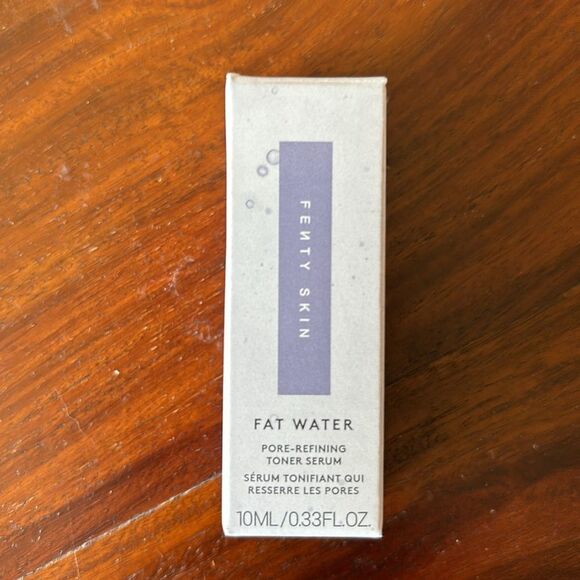 FENTY SKIN
FAT WATER
PORE-REFINING
TONER SERUM
SÉRUM TONIFIANT QUI
RESSERRE LES PORES
10ML/0.33FL.OZ.